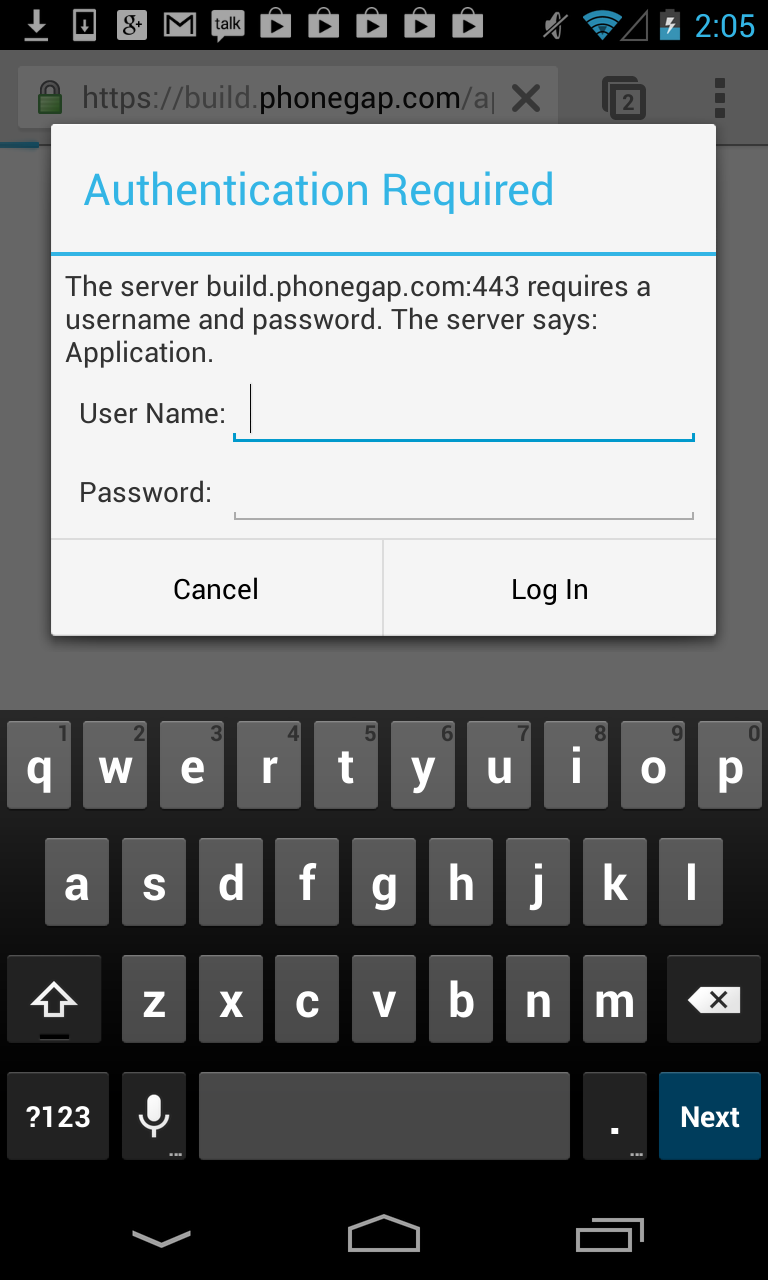 g+ talk 2:05
https://build.phonegap.com/a
2
Authentication Required
The server build.phonegap.com:443 requires a
username and password. The server says:
Application.
User Name:
Password:
Cancel Log In
1 2 3 4 5 6 7 8 9 0
q w e r t y u i o p
a s d f g h j k l
z x c v b n m
?123 . Next